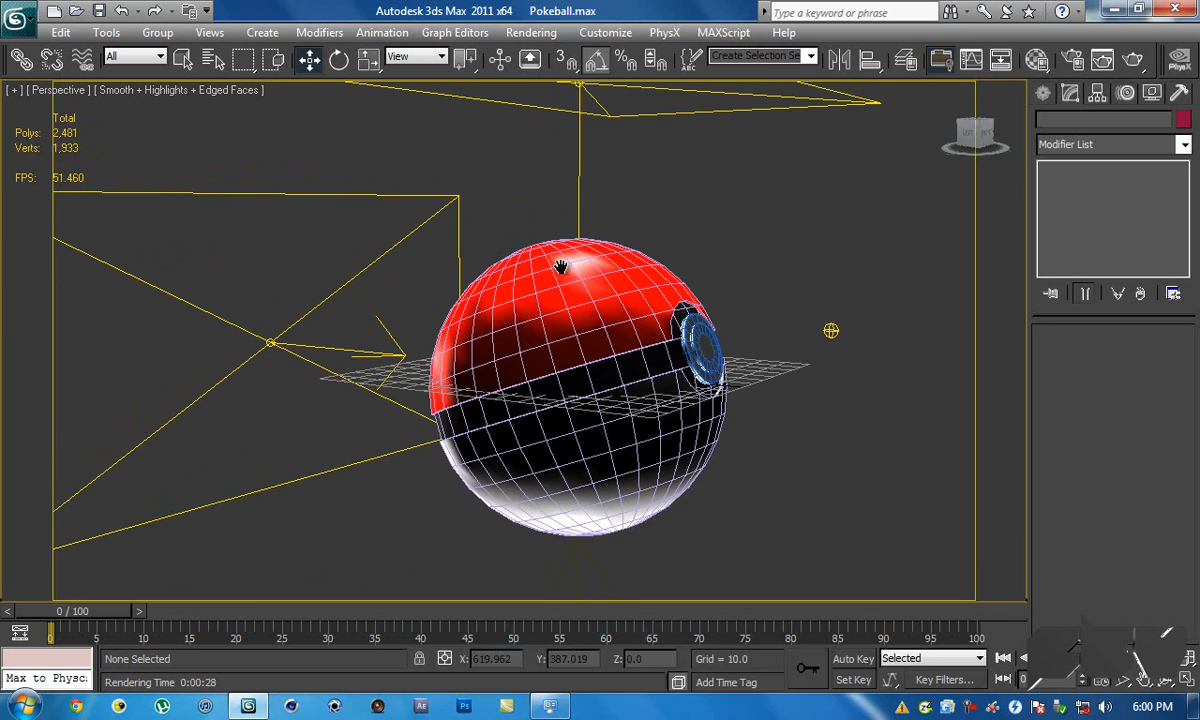 Autodesk 3ds Max 2011 x64 Pokeball.max
Type a keyword or phrase
Edit Tools Group Views Create Modifiers Animation Graph Editors Rendering Customize PhysX MAXScript Help
All View Create Selection Se PhysX
[ + ] [ Perspective ] [ Smooth + Highlights + Edged Faces ]
Total
Polys: 2,481
Verts: 1,933
FPS: 51.460
Modifier List
0 / 100
0 5 10 15 20 25 30 35 40 45 50 55 60 65 70 75 80 85 90 95 100
None Selected X: 619.962 Y: 387.019 Z: 0.0 Grid = 10.0 Auto Key Selected
Max to Physc Rendering Time 0:00:28 Add Time Tag Set Key Key Filters... 0
Ae Ps 6:00 PM